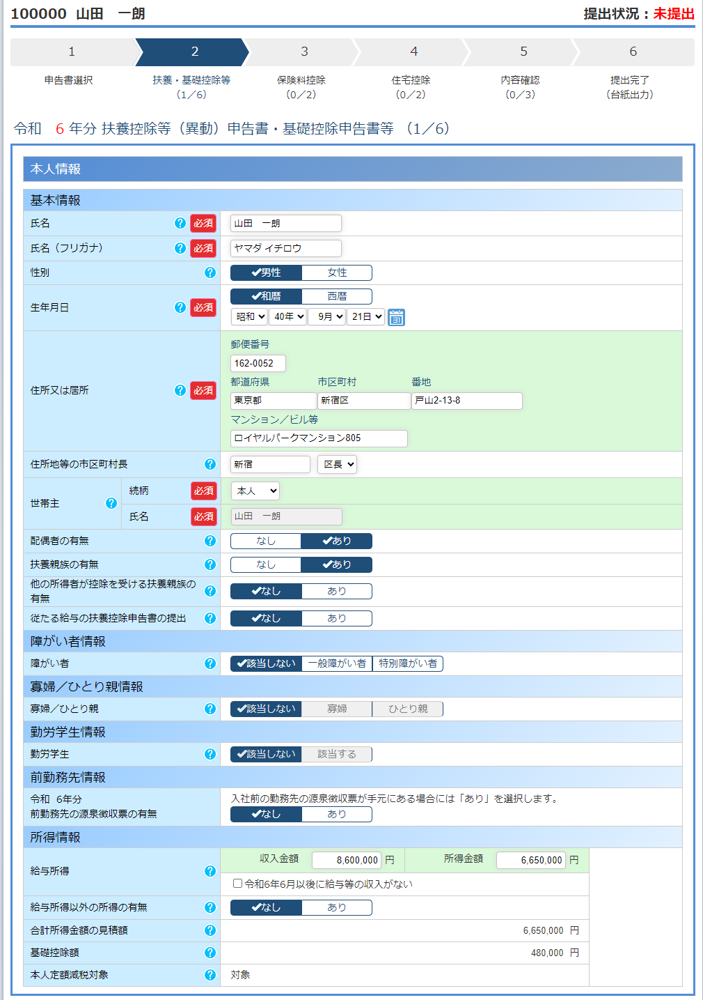 100000 山田　一朗 提出状況：未提出
1 2 3 4 5 6
申告書選択 扶養・基礎控除等 保険料控除 住宅控除 内容確認 提出完了
（1／6） （0／2） （0／2） （0／3） （台紙出力）
令和　6 年分 扶養控除等（異動）申告書・基礎控除申告書等 （1／6）
本人情報
基本情報
氏名 ? 必須 山田　一朗
氏名（フリガナ） ? 必須 ヤマダ イチロウ
性別 ? ✔男性 女性
✔和暦 西暦
生年月日 ? 必須
昭和 40年 9月 21日 31
郵便番号
162-0052
都道府県 市区町村 番地
住所又は居所 ? 必須
東京都 新宿区 戸山2-13-8
マンション／ビル等
ロイヤルパークマンション805
住所地等の市区町村長 ? 新宿 区長
世帯主 ? 続柄 必須 本人
氏名 必須 山田　一朗
配偶者の有無 ? なし ✔あり
扶養親族の有無 ? なし ✔あり
他の所得者が控除を受ける扶養親族の
有無 ? ✔なし あり
従たる給与の扶養控除申告書の提出 ? ✔なし あり
障がい者情報
障がい者 ? ✔該当しない 一般障がい者 特別障がい者
寡婦／ひとり親情報
寡婦／ひとり親 ? ✔該当しない 寡婦 ひとり親
勤労学生情報
勤労学生 ? ✔該当しない 該当する
前勤務先情報
令和　6年分 入社前の勤務先の源泉徴収票が手元にある場合には「あり」を選択します。
前勤務先の源泉徴収票の有無 ✔なし あり
所得情報
収入金額 8,600,000 円 所得金額 6,650,000 円
給与所得 ?
令和6年6月以後に給与等の収入がない
給与所得以外の所得の有無 ? ✔なし あり
合計所得金額の見積額 ? 6,650,000 円
基礎控除額 ? 480,000 円
本人定額減税対象 ? 対象